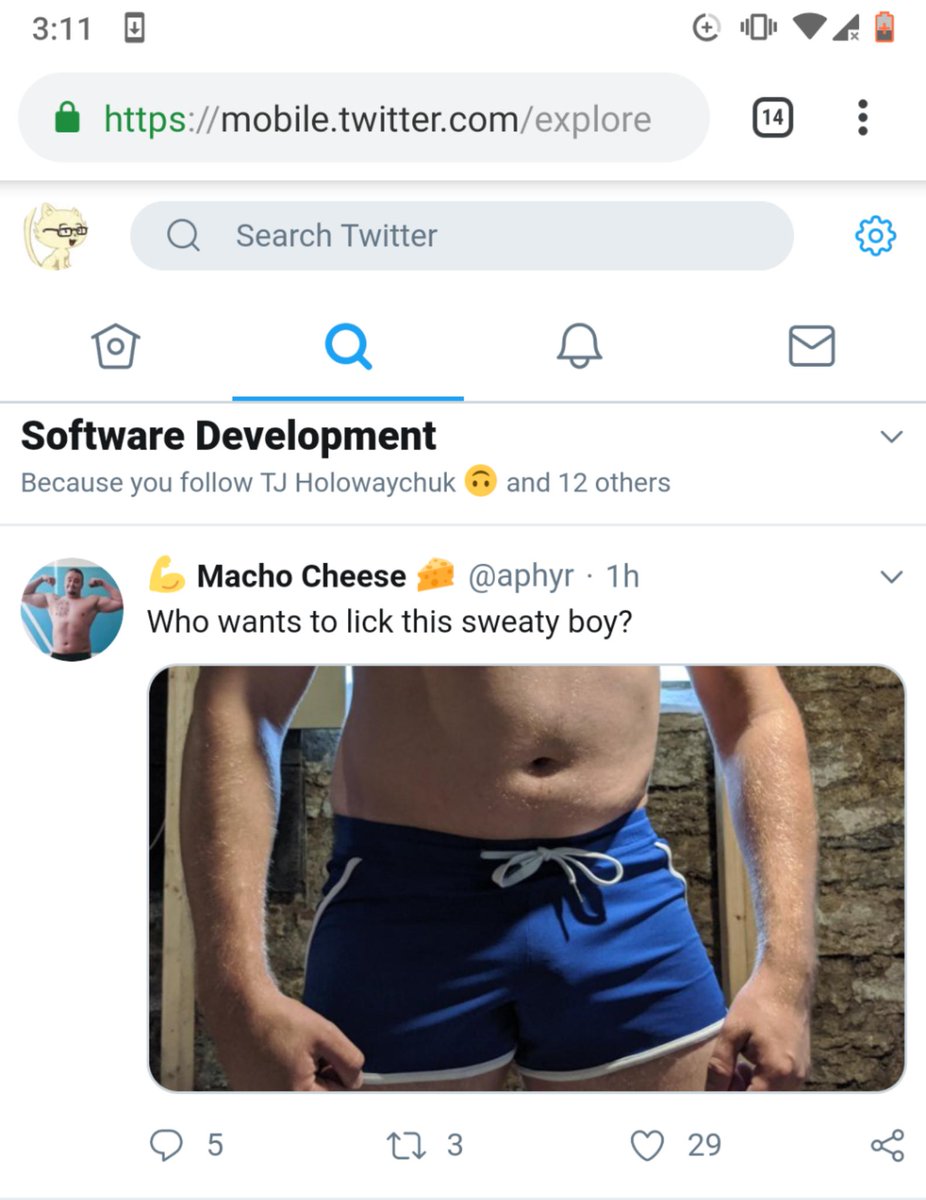 3:11
https://mobile.twitter.com/explore
14
Search Twitter
Software Development
Because you follow TJ Holowaychuk 🙃 and 12 others
💪 Macho Cheese 🧀 @aphyr · 1h
Who wants to lick this sweaty boy?
5 3 29